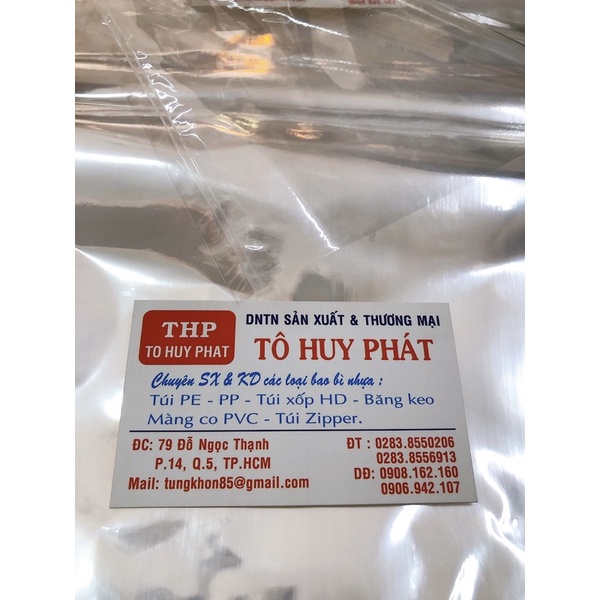 THP
TO HUY PHAT
DNTN SẢN XUẤT & THƯƠNG MẠI
TÔ HUY PHÁT
Chuyên SX & KD các loại bao bì nhựa :
Túi PE - PP - Túi xốp HD - Băng keo
Màng co PVC - Túi Zipper.
ĐC: 79 Đỗ Ngọc Thạnh
P.14, Q.5, TP.HCM
Mail: tungkhon85@gmail.com
ĐT : 0283.8550206
0283.8556913
DĐ: 0908.162.160
0906.942.107